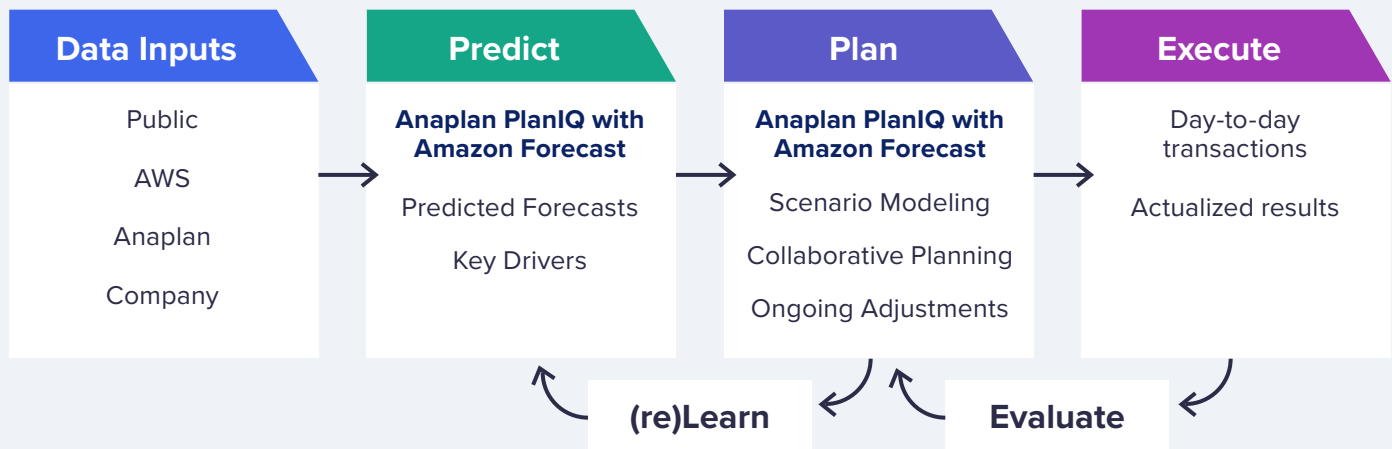 Data Inputs
Public
AWS
Anaplan
Company
Predict
Anaplan PlanIQ with
Amazon Forecast
Predicted Forecasts
Key Drivers
Plan
Anaplan PlanIQ with
Amazon Forecast
Scenario Modeling
Collaborative Planning
Ongoing Adjustments
Execute
Day-to-day
transactions
Actualized results
(re)Learn
Evaluate